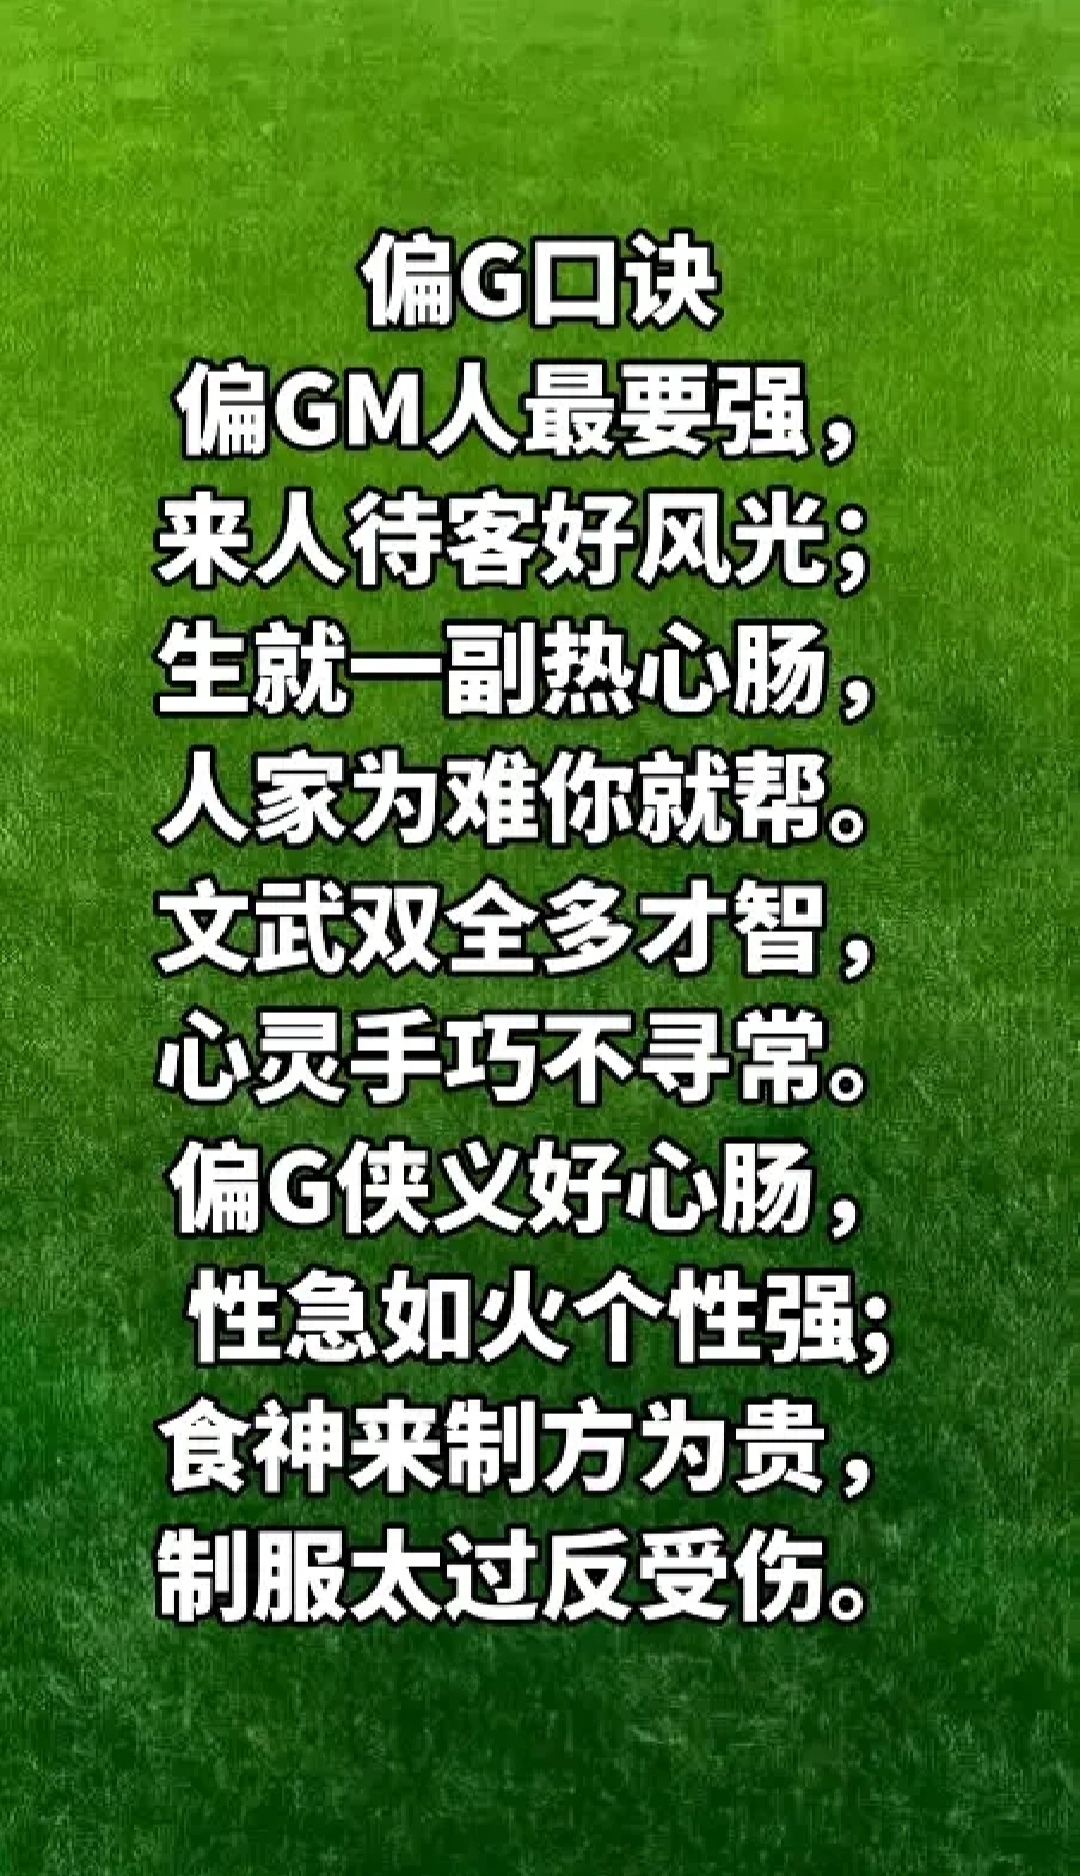 偏G口诀
偏GM人最要强，
来人待客好风光；
生就一副热心肠，
人家为难你就帮。
文武双全多才智，
心灵手巧不寻常。
偏G侠义好心肠，
性急如火个性强;
食神来制方为贵，
制服太过反受伤。